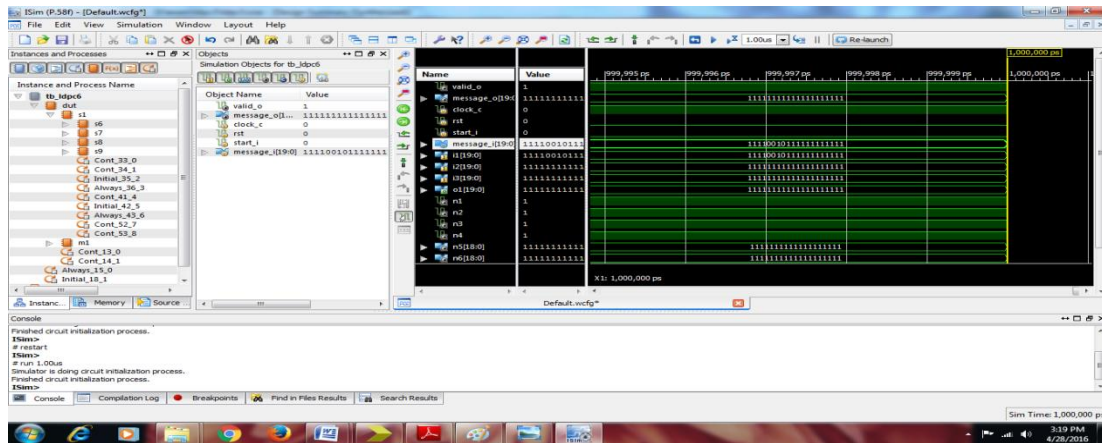 ISim (P.58f) - [Default.wcfg*]
File Edit View Simulation Window Layout Help
1.00us Re-launch
Instances and Processes
Instance and Process Name
tb_ldpc6
dut
s1
s6
s7
s8
s9
Cont_33_0
Cont_34_1
Initial_35_2
Always_36_3
Cont_41_4
Initial_42_5
Always_43_6
Cont_52_7
Cont_53_8
m1
Cont_13_0
Cont_14_1
Always_15_0
Initial_18_1
Instanc... Memory Source
Objects
Simulation Objects for tb_ldpc6
Object Name Value
valid_o 1
message_o[1... 111111111111111
clock_c 0
rst 0
start_i 0
message_i[19:0] 111100101111111
Name Value
valid_o 1
message_o[19:0 11111111111
clock_c 0
rst 0
start_i 0
message_i[19:0] 11110010111
i1[19:0] 11110010111
i2[19:0] 11111111111
i3[19:0] 11111111111
o1[19:0] 11111111111
n1 1
n2 1
n3 1
n4 1
n5[18:0] 11111111111
n6[18:0] 11111111111
1,000,000 ps
999,995 ps 999,996 ps 999,997 ps 999,998 ps 999,999 ps 1,000,000 ps
11111111111111111111
11110010111111111111
11110010111111111111
11111111111111111111
11111111111111111111
11111111111111111111
1111111111111111111
1111111111111111111
X1: 1,000,000 ps
Default.wcfg*
Console
Finished circuit initialization process.
ISim>
# restart
ISim>
# run 1.00us
Simulator is doing circuit initialization process.
Finished circuit initialization process.
ISim>
Console Compilation Log Breakpoints Find in Files Results Search Results
Sim Time: 1,000,000 p
3:19 PM
4/28/2016